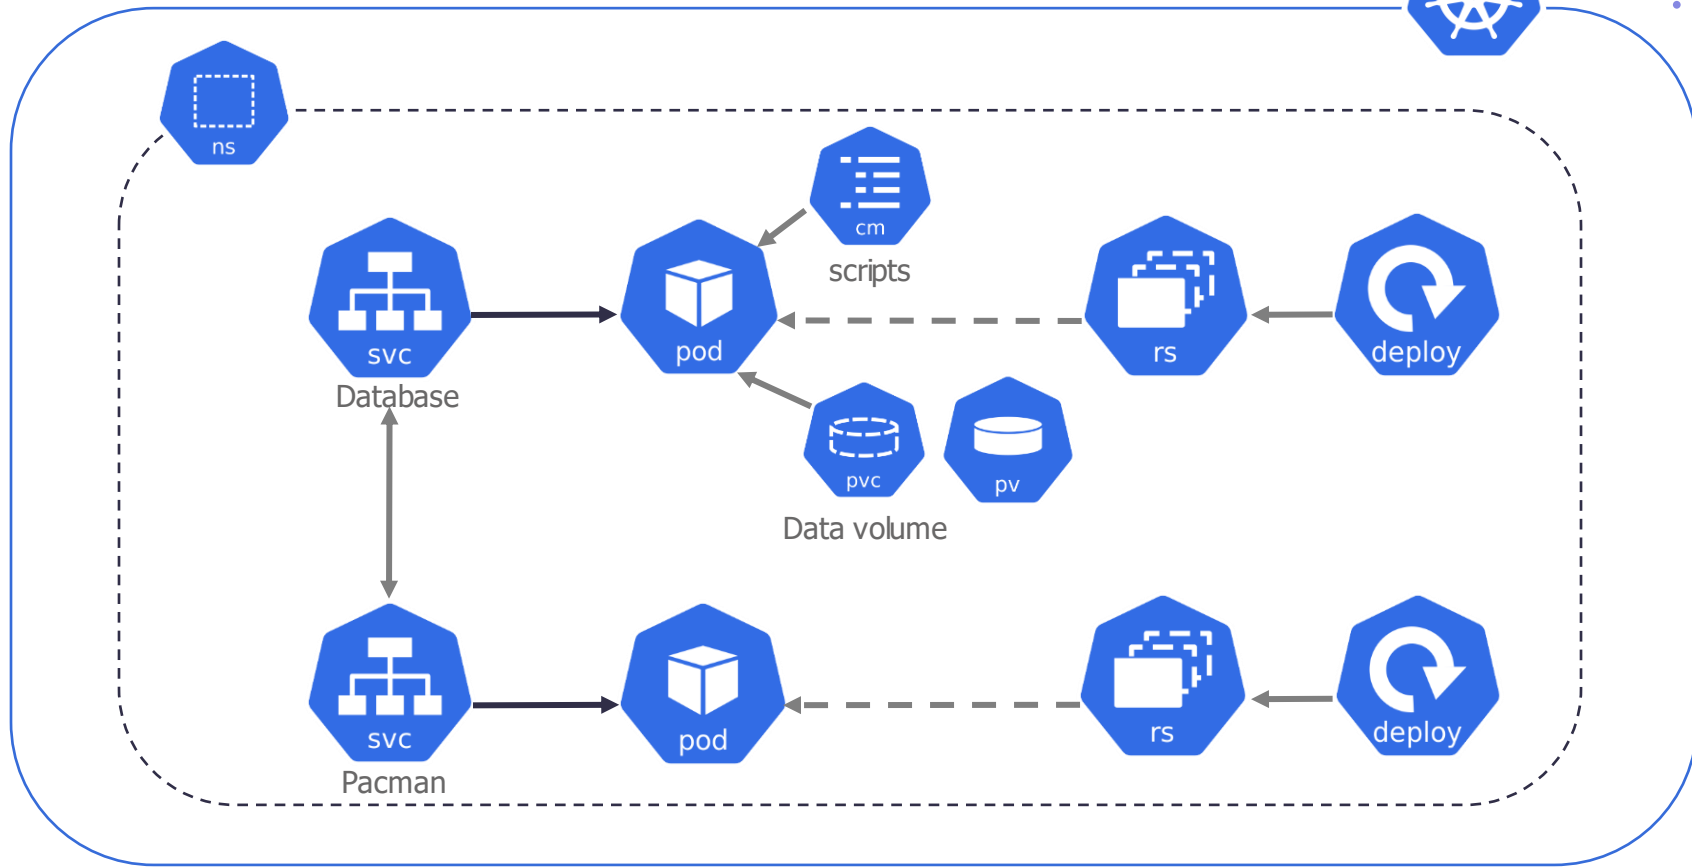 ns
cm
scripts
svc
pod
rs
deploy
Database
pvc
pv
Data volume
svc
pod
rs
deploy
Pacman